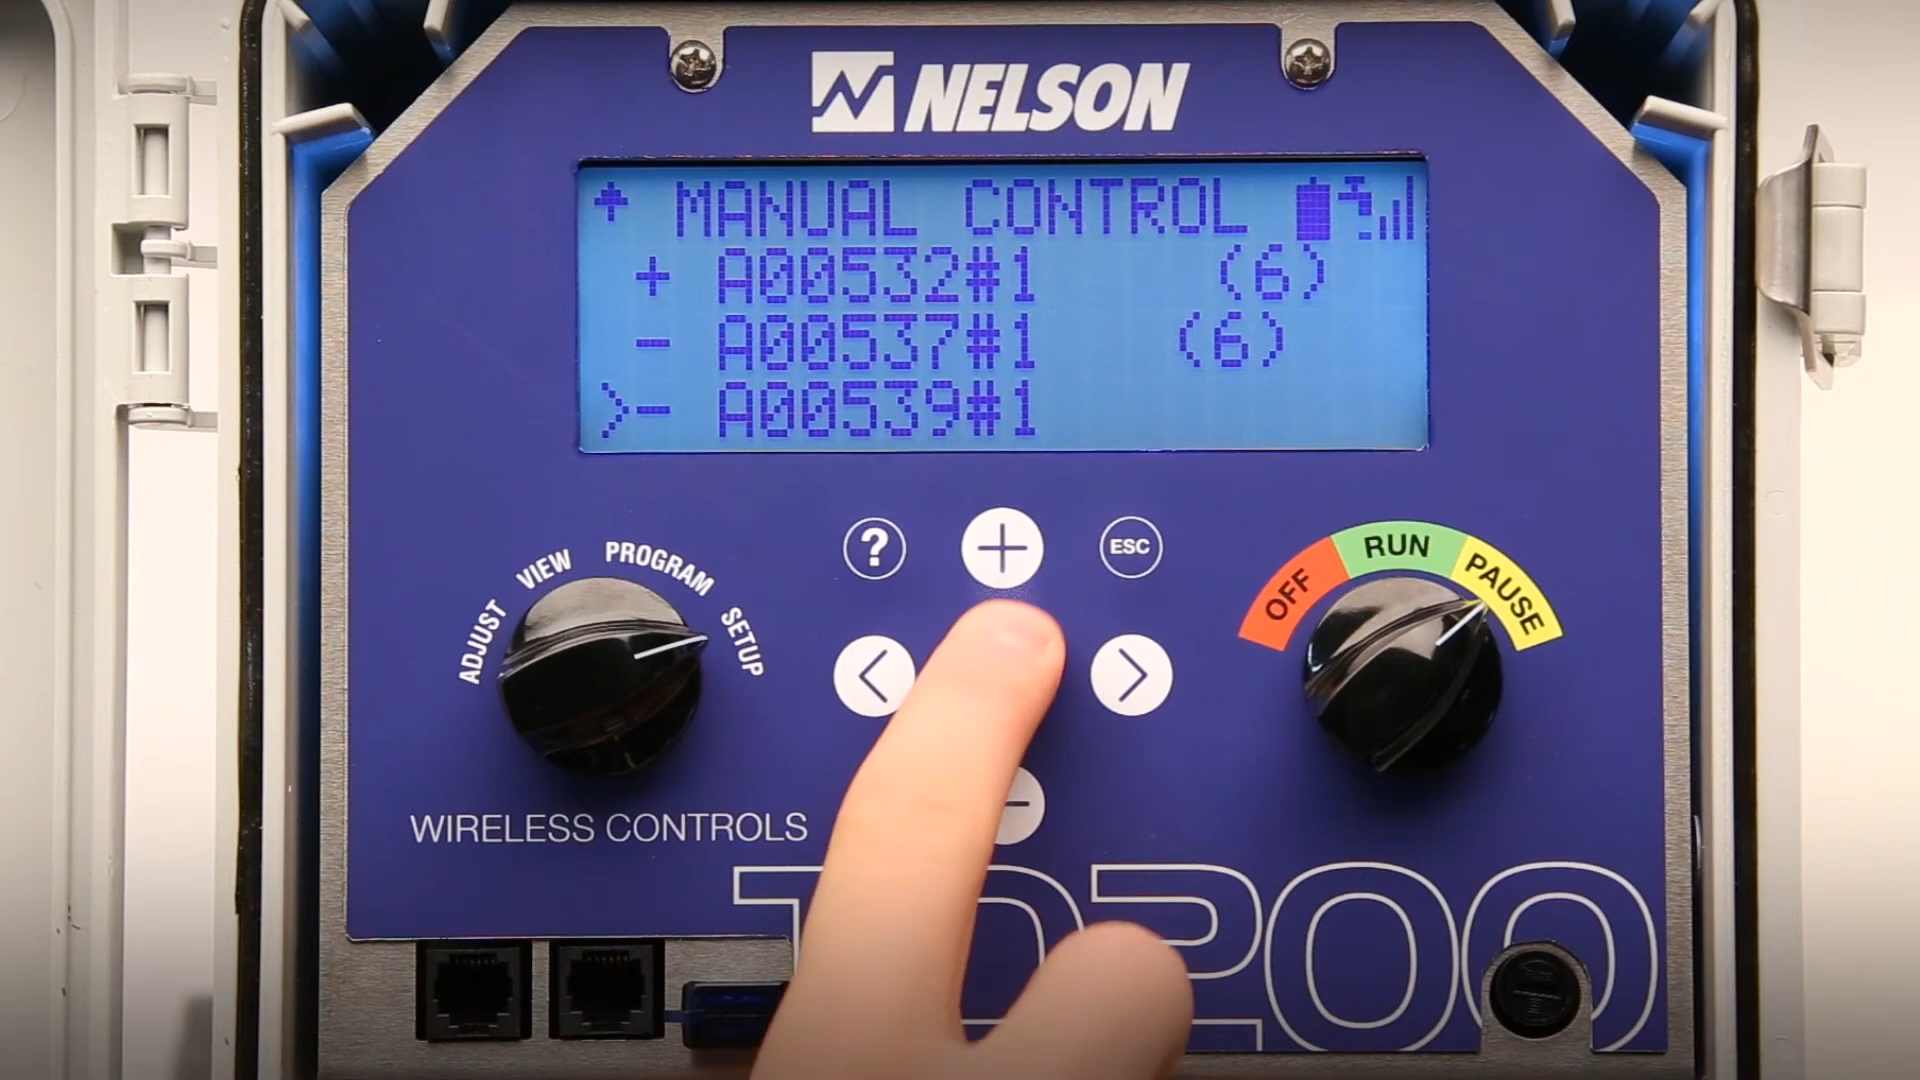 NELSON
MANUAL CONTROL
+ A00532#1 (6)
- A00537#1 (6)
>- A00539#1
?
+
ESC
ADJUST
VIEW
PROGRAM
SETUP
OFF
RUN
PAUSE
<
>
-
WIRELESS CONTROLS